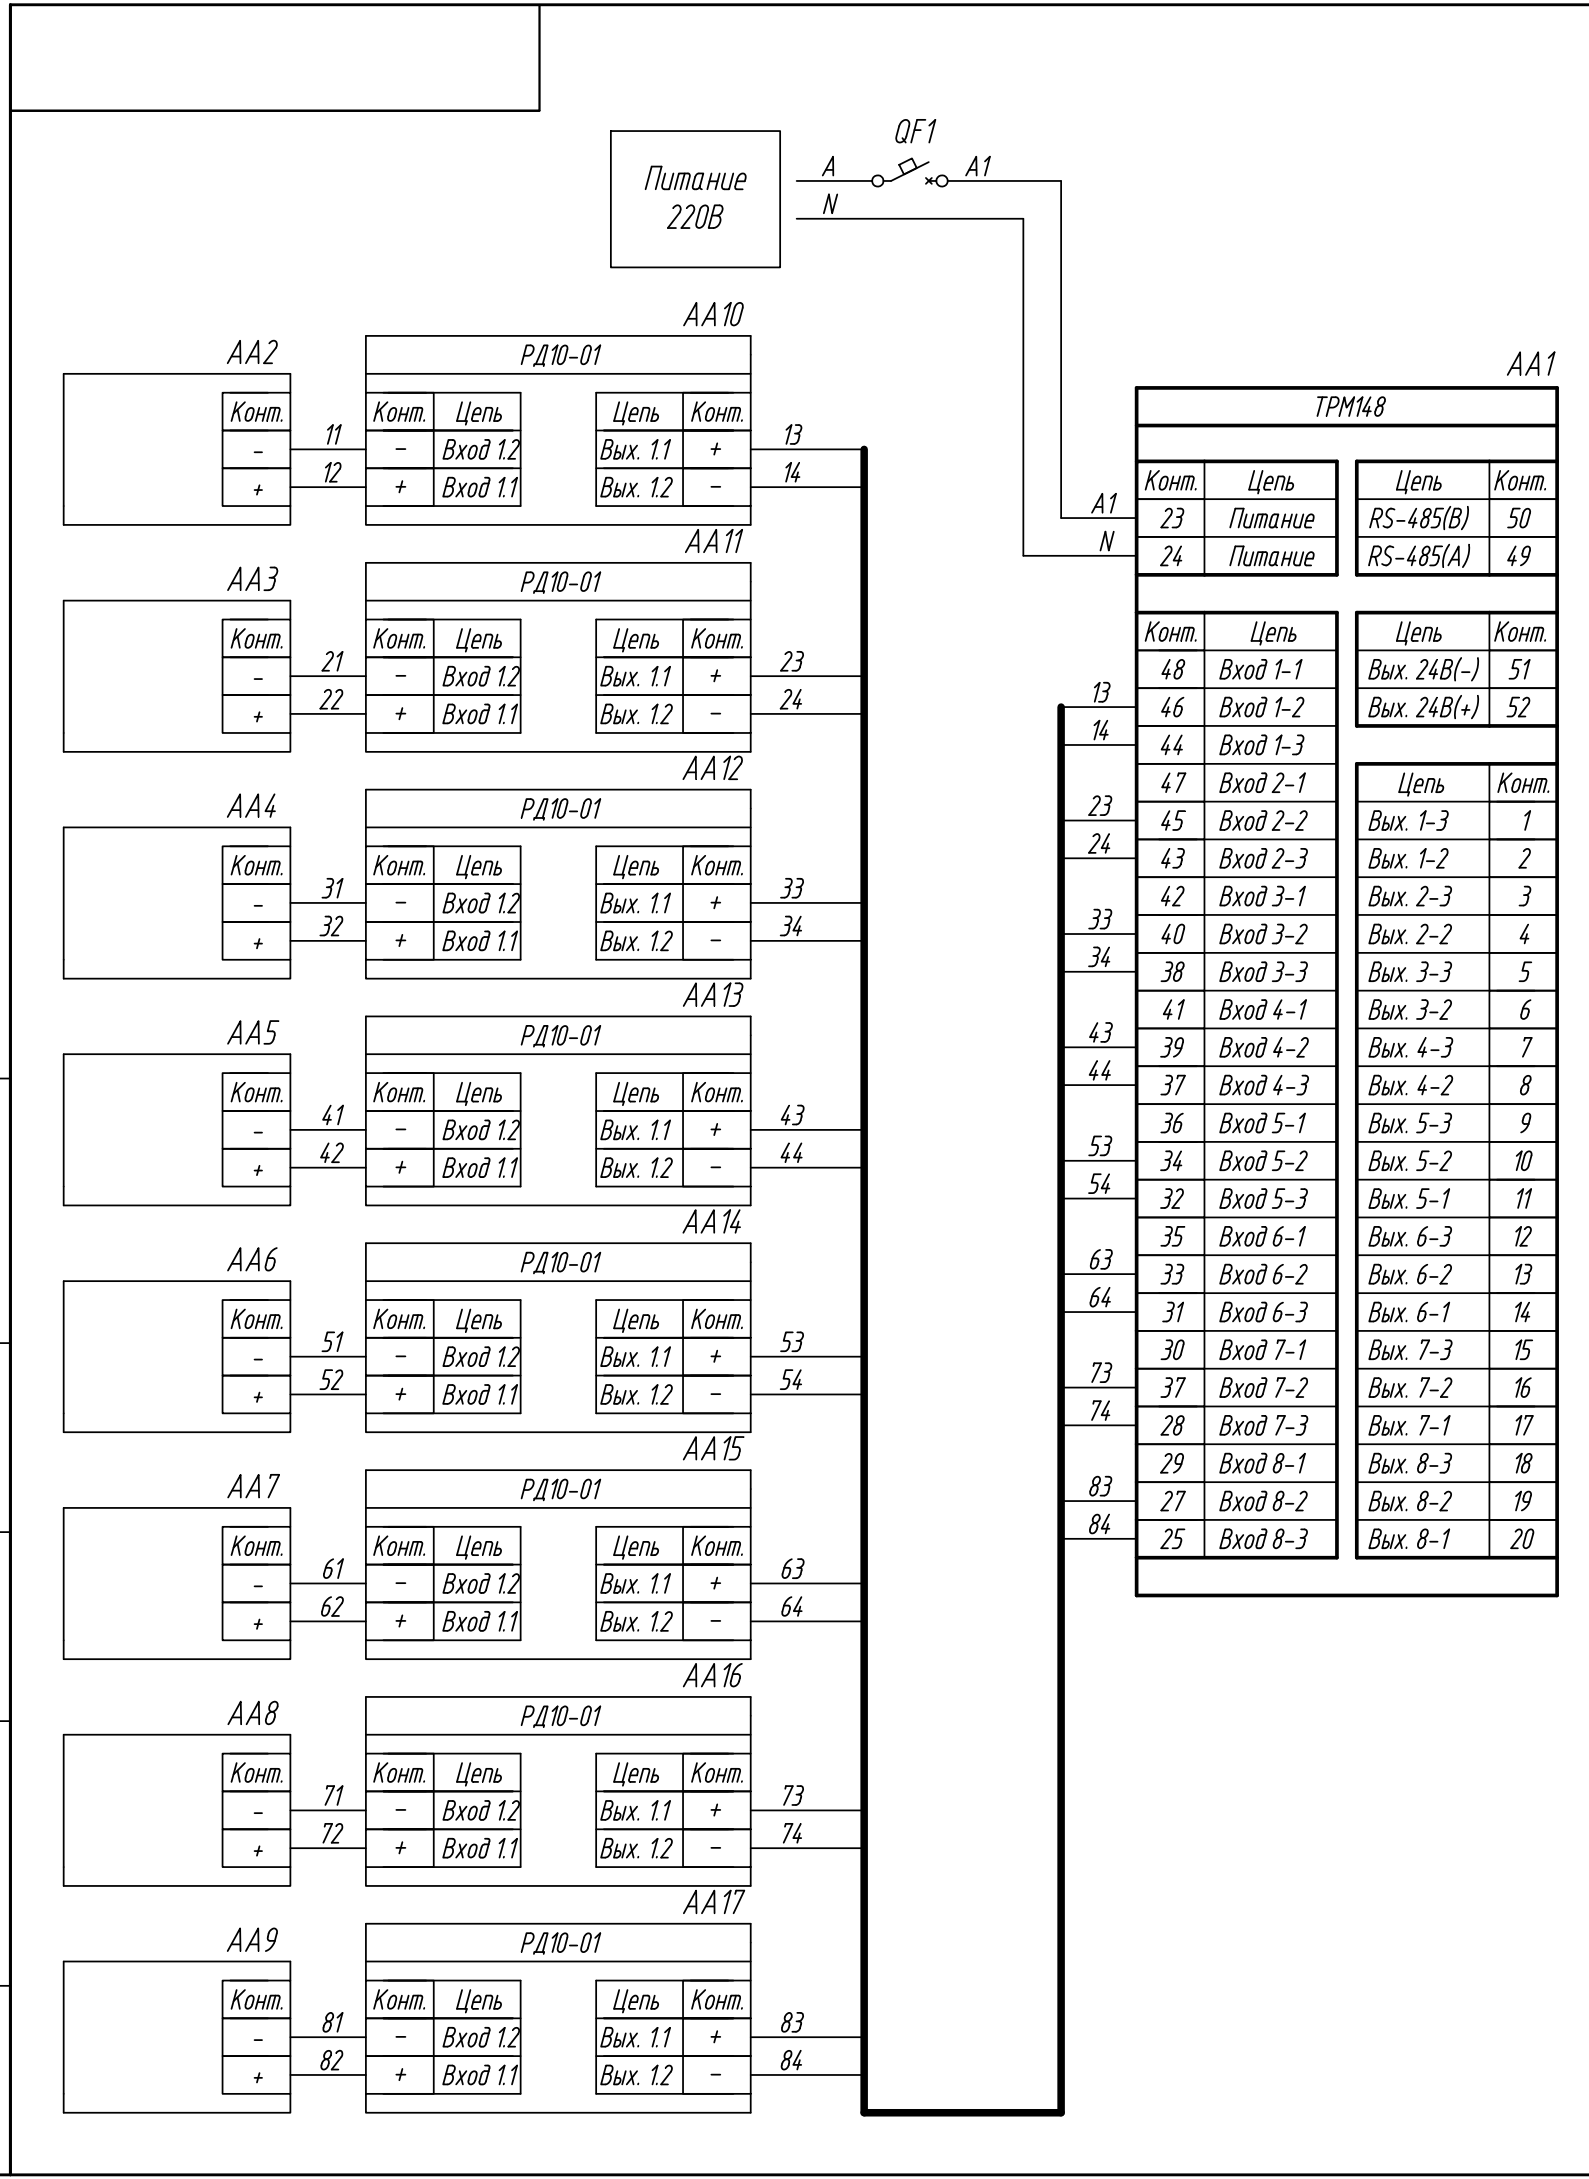 QF1
A
A1
Питание
220В
N
АА10
РД10-01
АА2
Конт.
-
+
11
12
Конт. Цепь
- Вход 1.2
+ Вход 1.1
Цепь Конт.
Вых. 1.1 +
Вых. 1.2 -
13
14
АА11
РД10-01
АА3
Конт.
-
+
21
22
Конт. Цепь
- Вход 1.2
+ Вход 1.1
Цепь Конт.
Вых. 1.1 +
Вых. 1.2 -
23
24
АА12
РД10-01
АА4
Конт.
-
+
31
32
Конт. Цепь
- Вход 1.2
+ Вход 1.1
Цепь Конт.
Вых. 1.1 +
Вых. 1.2 -
33
34
АА13
РД10-01
АА5
Конт.
-
+
41
42
Конт. Цепь
- Вход 1.2
+ Вход 1.1
Цепь Конт.
Вых. 1.1 +
Вых. 1.2 -
43
44
АА14
РД10-01
АА6
Конт.
-
+
51
52
Конт. Цепь
- Вход 1.2
+ Вход 1.1
Цепь Конт.
Вых. 1.1 +
Вых. 1.2 -
53
54
АА15
РД10-01
АА7
Конт.
-
+
61
62
Конт. Цепь
- Вход 1.2
+ Вход 1.1
Цепь Конт.
Вых. 1.1 +
Вых. 1.2 -
63
64
АА16
РД10-01
АА8
Конт.
-
+
71
72
Конт. Цепь
- Вход 1.2
+ Вход 1.1
Цепь Конт.
Вых. 1.1 +
Вых. 1.2 -
73
74
АА17
РД10-01
АА9
Конт.
-
+
81
82
Конт. Цепь
- Вход 1.2
+ Вход 1.1
Цепь Конт.
Вых. 1.1 +
Вых. 1.2 -
83
84
АА1
ТРМ148
Конт. Цепь
A1 23 Питание
N 24 Питание
Цепь Конт.
RS-485(B) 50
RS-485(A) 49
Конт. Цепь
48 Вход 1-1
13 46 Вход 1-2
14 44 Вход 1-3
47 Вход 2-1
23 45 Вход 2-2
24 43 Вход 2-3
42 Вход 3-1
33 40 Вход 3-2
34 38 Вход 3-3
41 Вход 4-1
43 39 Вход 4-2
44 37 Вход 4-3
36 Вход 5-1
53 34 Вход 5-2
54 32 Вход 5-3
35 Вход 6-1
63 33 Вход 6-2
64 31 Вход 6-3
30 Вход 7-1
73 37 Вход 7-2
74 28 Вход 7-3
29 Вход 8-1
83 27 Вход 8-2
84 25 Вход 8-3
Цепь Конт.
Вых. 24В(-) 51
Вых. 24В(+) 52
Цепь Конт.
Вых. 1-3 1
Вых. 1-2 2
Вых. 2-3 3
Вых. 2-2 4
Вых. 3-3 5
Вых. 3-2 6
Вых. 4-3 7
Вых. 4-2 8
Вых. 5-3 9
Вых. 5-2 10
Вых. 5-1 11
Вых. 6-3 12
Вых. 6-2 13
Вых. 6-1 14
Вых. 7-3 15
Вых. 7-2 16
Вых. 7-1 17
Вых. 8-3 18
Вых. 8-2 19
Вых. 8-1 20